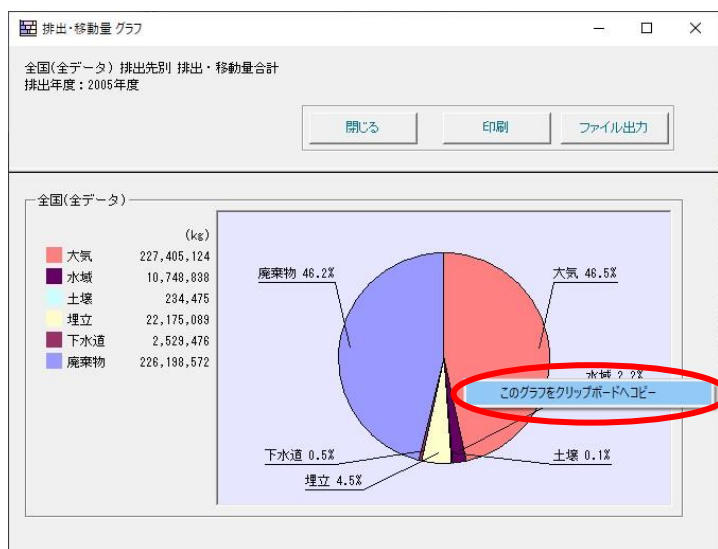 排出・移動量 グラフ
全国(全データ) 排出先別 排出・移動量合計
排出年度：2005年度
閉じる
印刷
ファイル出力
全国(全データ)
(kg)
大気 227,405,124
水域 10,748,838
土壌 234,475
埋立 22,175,089
下水道 2,529,476
廃棄物 226,198,572
廃棄物 46.2%
大気 46.5%
水域 2.2%
このグラフをクリップボードへコピー
下水道 0.5%
土壌 0.1%
埋立 4.5%